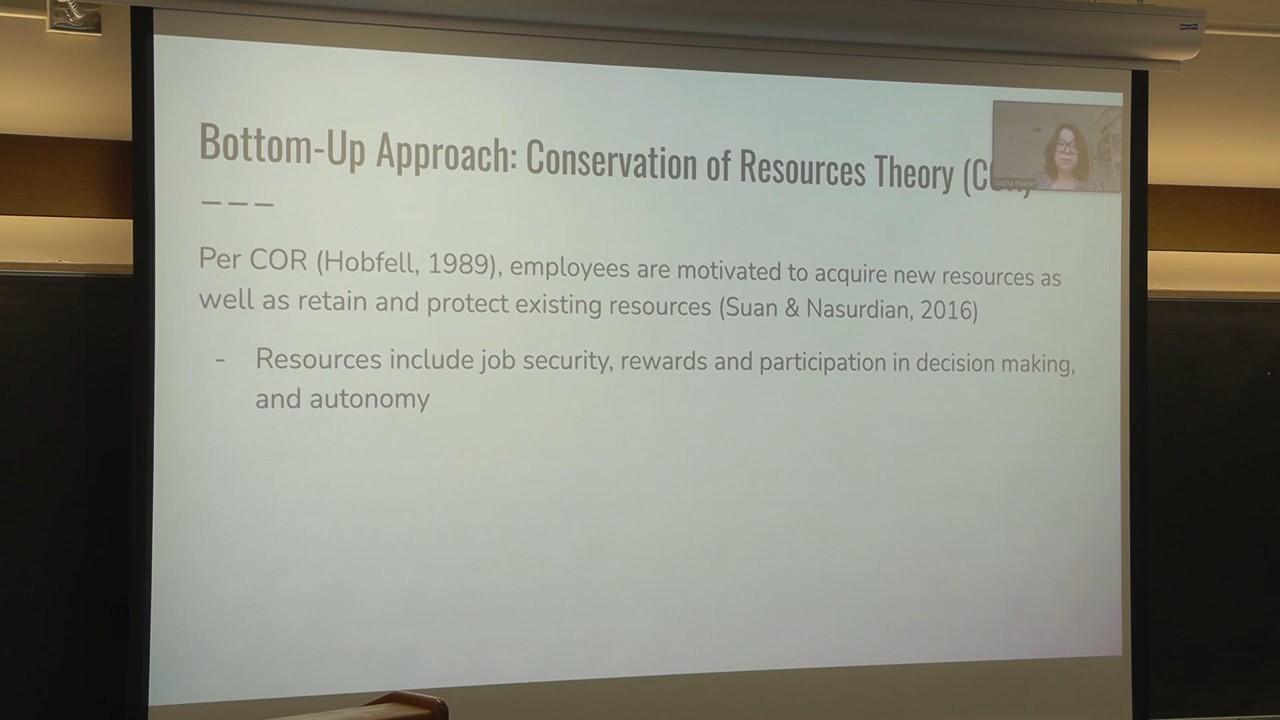 Bottom-Up Approach: Conservation of Resources Theory (C
Per COR (Hobfell, 1989), employees are motivated to acquire new resources as
well as retain and protect existing resources (Suan & Nasurdian, 2016)
- Resources include job security, rewards and participation in decision making,
and autonomy